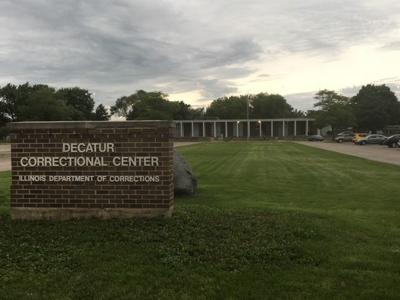 DECATUR
CORRECTIONAL CENTER
ILLINOIS DEPARTMENT OF CORRECTIONS